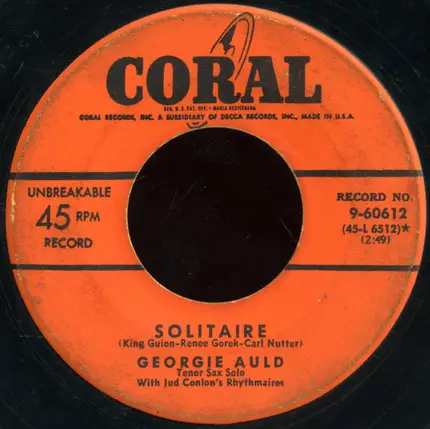 CORAL
REG. U. S. PAT. OFF. - MARCA REGISTRADA
CORAL RECORDS, INC. A SUBSIDIARY OF DECCA RECORDS, INC., MADE IN U.S.A.
UNBREAKABLE
45 RPM
RECORD
RECORD NO.
9-60612
(45-L 6512)★
(2:49)
SOLITAIRE
(King Guion-Renee Gorek-Carl Nutter)
GEORGIE AULD
Tenor Sax Solo
With Jud Conlon's Rhythmaires